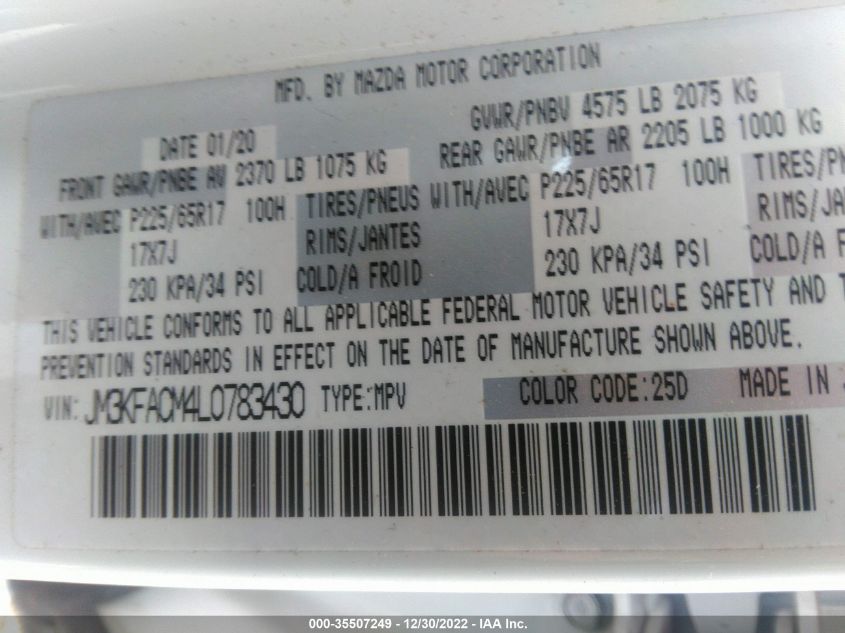 MFD. BY MAZDA MOTOR CORPORATION
DATE 01/20 GVWR/PNBV 4575 LB 2075 KG
FRONT GAWR/PNBE AV 2370 LB 1075 KG REAR GAWR/PNBE AR 2205 LB 1000 KG
WITH/AVEC P225/65R17 100H TIRES/PNEUS WITH/AVEC P225/65R17 100H TIRES/PN
17X7J RIMS/JANTES 17X7J RIMS/JAN
230 KPA/34 PSI COLD/A FROID 230 KPA/34 PSI COLD/A F
THIS VEHICLE CONFORMS TO ALL APPLICABLE FEDERAL MOTOR VEHICLE SAFETY AND T
PREVENTION STANDARDS IN EFFECT ON THE DATE OF MANUFACTURE SHOWN ABOVE.
VIN: JM3KFACM4L0783430 TYPE:MPV COLOR CODE:25D MADE IN J
000-35507249 - 12/30/2022 - IAA Inc.